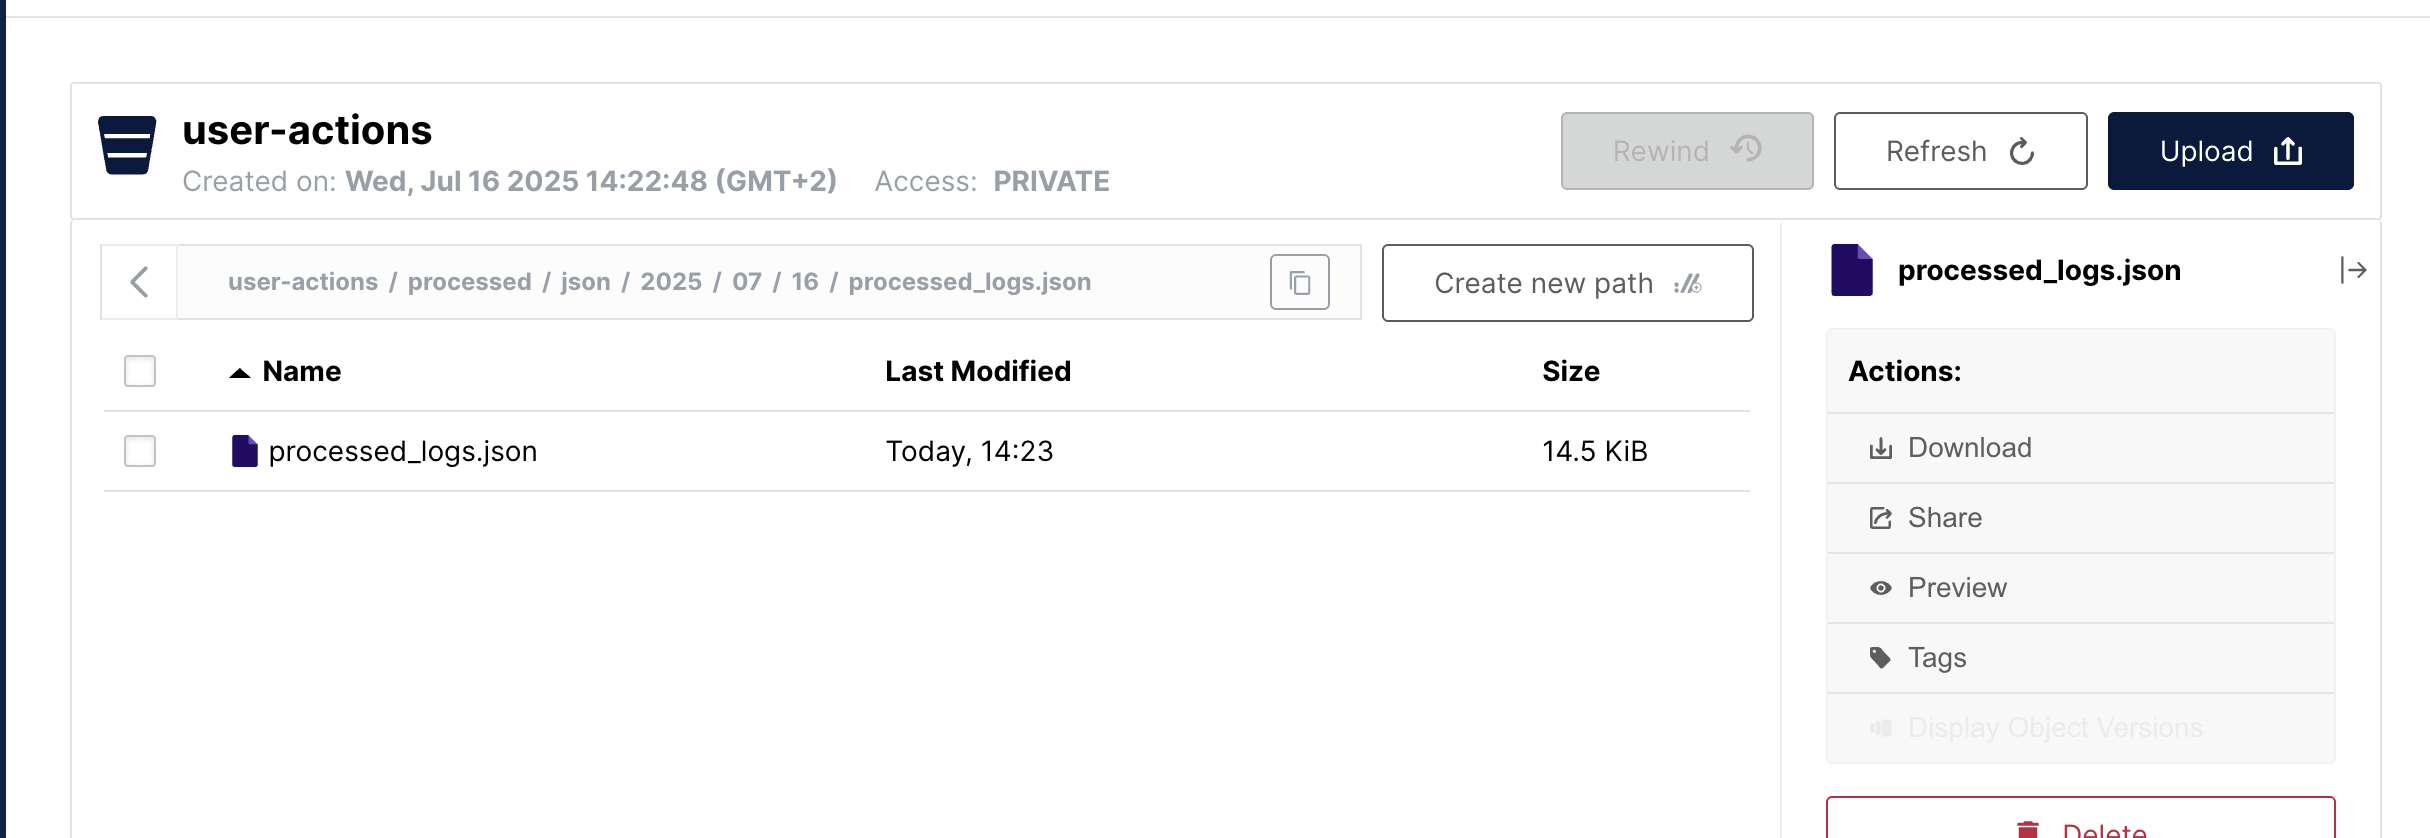 user-actions
Created on: Wed, Jul 16 2025 14:22:48 (GMT+2) Access: PRIVATE
Rewind
Refresh
Upload
user-actions / processed / json / 2025 / 07 / 16 / processed_logs.json
Create new path
Name Last Modified Size
processed_logs.json Today, 14:23 14.5 KiB
processed_logs.json
Actions:
Download
Share
Preview
Tags
Display Object Versions
Delete